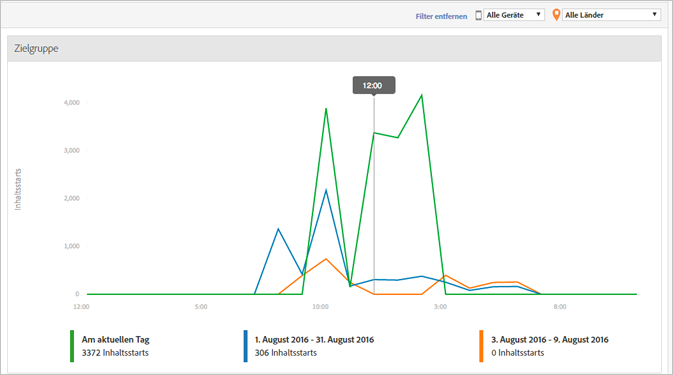 Filter entfernen Alle Geräte Alle Länder
Zielgruppe
12:00
4,000
3,000
2,000
1,000
0
Inhaltsstarts
12:00 5:00 10:00 3:00 8:00
Am aktuellen Tag 1. August 2016 - 31. August 2016 3. August 2016 - 9. August 2016
3372 Inhaltsstarts 306 Inhaltsstarts 0 Inhaltsstarts